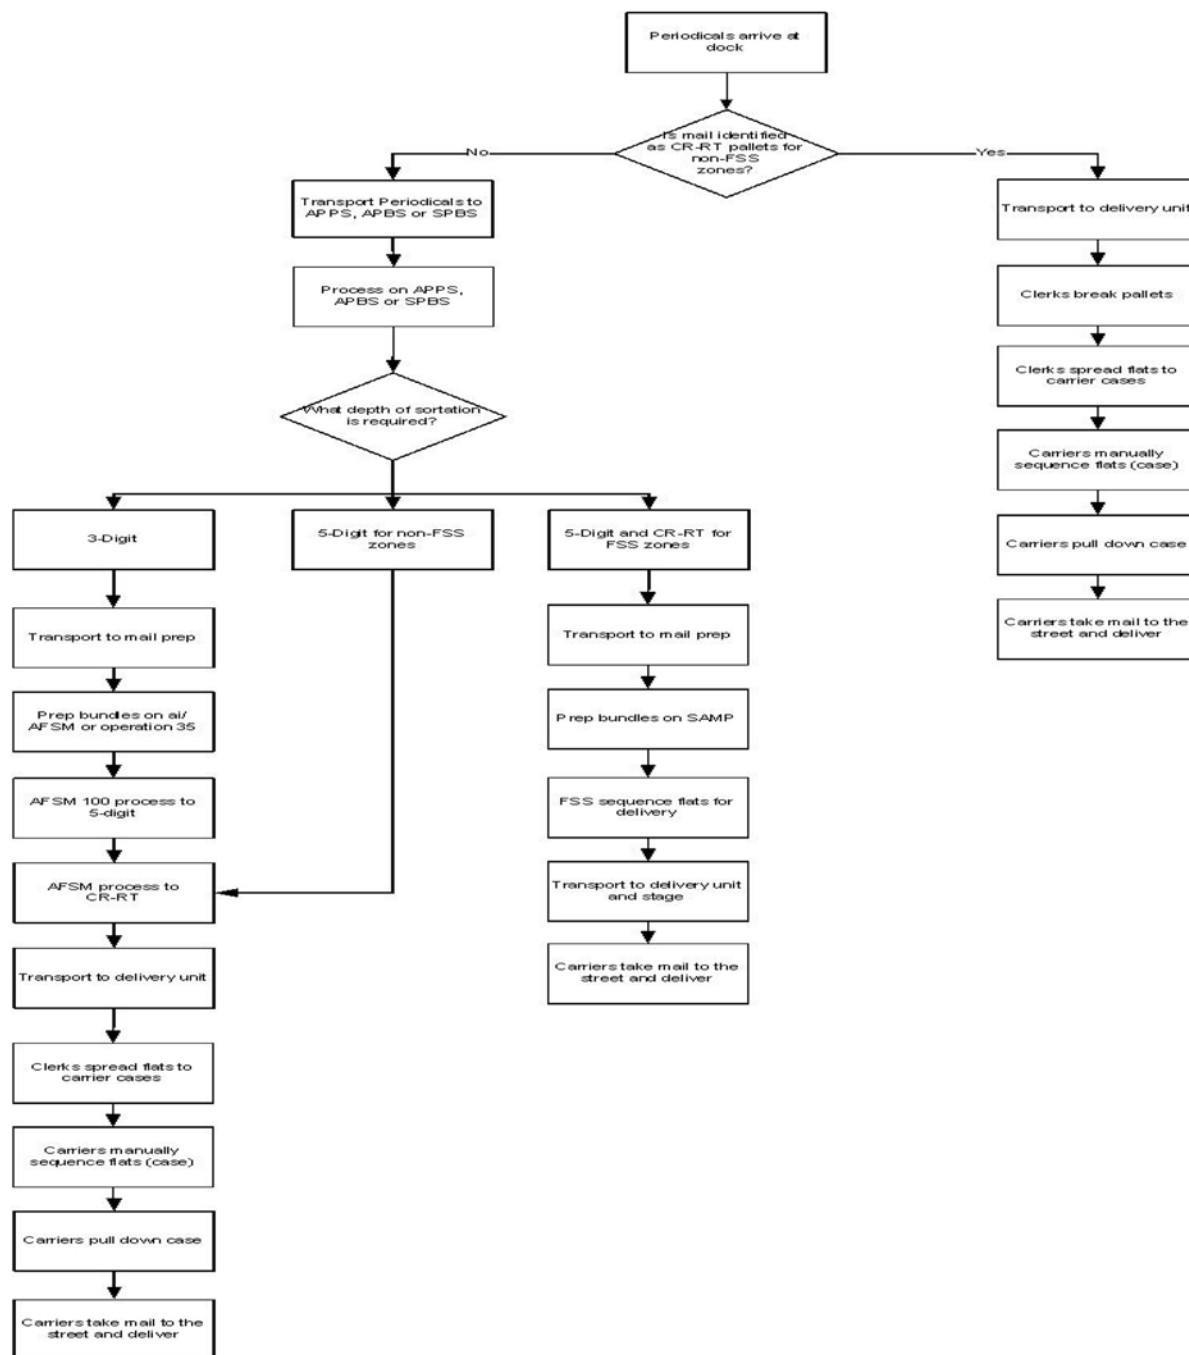 Periodicals arrive at
dock
Is mail identified
as CR-RT pallets for
non-FSS
zones?
No
Yes
Transport Periodicals to
APPS, APBS or SPBS
Process on APPS,
APBS or SPBS
What depth of sortation
is required?
3-Digit
Transport to mail prep
Prep bundles on ai/
AFSM or operation 35
AFSM 100 process to
5-digit
AFSM process to
CR-RT
Transport to delivery unit
Clerks spread flats to
carrier cases
Carriers manually
sequence flats (case)
Carriers pull down case
Carriers take mail to the
street and deliver
5-Digit for non-FSS
zones
5-Digit and CR-RT for
FSS zones
Transport to mail prep
Prep bundles on SAMP
FSS sequence flats for
delivery
Transport to delivery unit
and stage
Carriers take mail to the
street and deliver
Transport to delivery unit
Clerks break pallets
Clerks spread flats to
carrier cases
Carriers manually
sequence flats (case)
Carriers pull down case
Carriers take mail to the
street and deliver